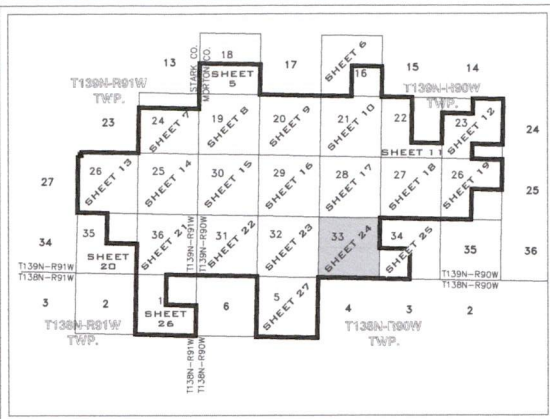 18
SHEET 5
SHEET 6
16
13
STARK CO.
MORTON CO.
17
15
14
T139N-R91W
TWP.
T139N-R90W
TWP.
23
24
SHEET 7
19
SHEET 8
20
SHEET 9
21
SHEET 10
22
SHEET 11
23
SHEET 12
24
27
26
SHEET 13
25
SHEET 14
30
SHEET 15
29
SHEET 16
28
SHEET 17
27
SHEET 18
26
SHEET 19
25
34
35
SHEET 20
36
SHEET 21
31
SHEET 22
32
SHEET 23
33
SHEET 24
34
SHEET 25
35
36
T139N-R91W
T139N-R90W
T139N-R91W
T138N-R91W
T139N-R90W
T138N-R90W
3
2
1
SHEET 26
6
5
SHEET 27
4
3
2
T138N-R91W
TWP.
T138N-R90W
TWP.
T138N-R91W
T138N-R90W